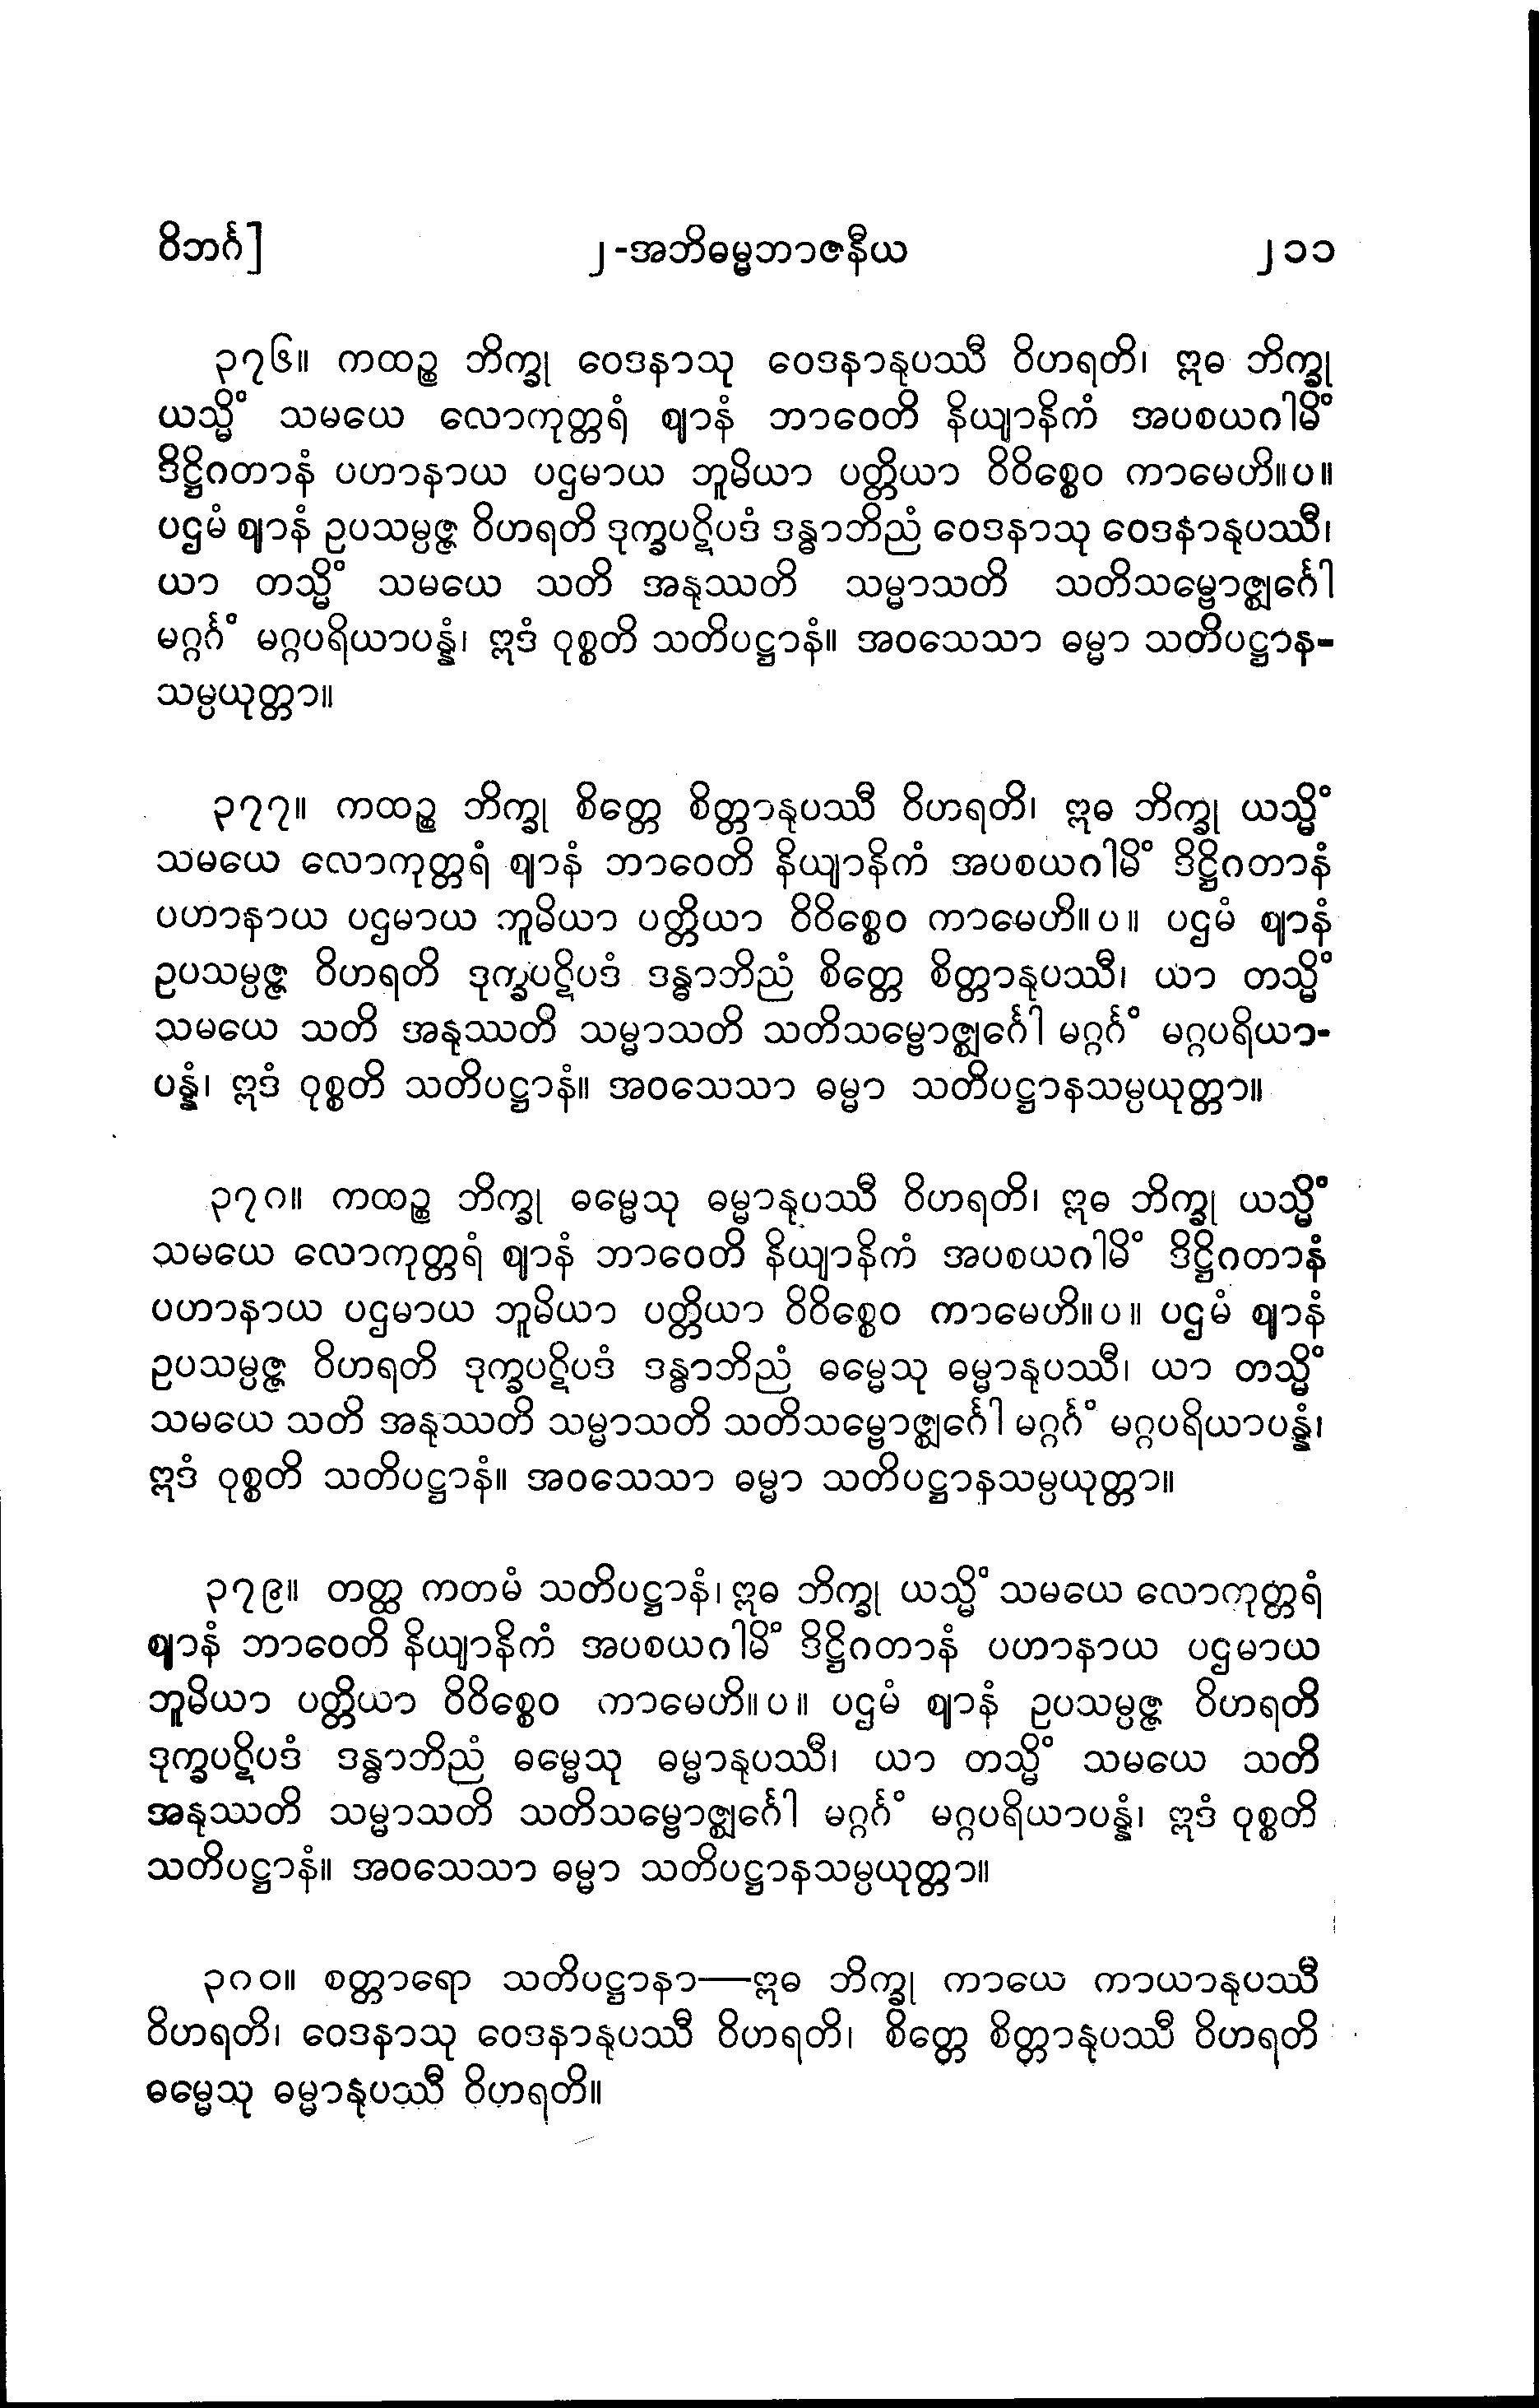 ဝိဘင်္ဂ] ၂-အဘိဓမ္မဘာဇနီယ ၂၁၁
၃၇၆။ ကထဉ္စ ဘိက္ခု ဝေဒနာသု ဝေဒနာနုပဿီ ဝိဟရတိ၊ ဣဓ ဘိက္ခု
ယသ္မိံ သမယေ လောကုတ္တရံ ဈာနံ ဘာဝေတိ နိယျာနိကံ အပစယဂါမိံ
ဒိဋ္ဌိဂတာနံ ပဟာနာယ ပဌမာယ ဘူမိယာ ပတ္တိယာ ဝိဝိစ္စေဝ ကာမေဟိ။ပ။
ပဌမံ ဈာနံ ဥပသမ္ပဇ္ဇ ဝိဟရတိ ဒုက္ခပဋိပဒံ ဒန္ဓာဘိညံ ဝေဒနာသု ဝေဒနာနုပဿီ၊
ယာ တသ္မိံ သမယေ သတိ အနုဿတိ သမ္မာသတိ သတိသမ္ဗောဇ္ဈင်္ဂေါ
မဂ္ဂင်္ဂံ မဂ္ဂပရိယာပန္နံ၊ ဣဒံ ဝုစ္စတိ သတိပဋ္ဌာနံ။ အဝသေသာ ဓမ္မာ သတိပဋ္ဌာန-
သမ္ပယုတ္တာ။
၃၇၇။ ကထဉ္စ ဘိက္ခု စိတ္တေ စိတ္တာနုပဿီ ဝိဟရတိ၊ ဣဓ ဘိက္ခု ယသ္မိံ
သမယေ လောကုတ္တရံ ဈာနံ ဘာဝေတိ နိယျာနိကံ အပစယဂါမိံ ဒိဋ္ဌိဂတာနံ
ပဟာနာယ ပဌမာယ ဘူမိယာ ပတ္တိယာ ဝိဝိစ္စေဝ ကာမေဟိ။ပ။ ပဌမံ ဈာနံ
ဥပသမ္ပဇ္ဇ ဝိဟရတိ ဒုက္ခပဋိပဒံ ဒန္ဓာဘိညံ စိတ္တေ စိတ္တာနုပဿီ၊ ယာ တသ္မိံ
သမယေ သတိ အနုဿတိ သမ္မာသတိ သတိသမ္ဗောဇ္ဈင်္ဂေါ မဂ္ဂင်္ဂံ မဂ္ဂပရိယာ-
ပန္နံ၊ ဣဒံ ဝုစ္စတိ သတိပဋ္ဌာနံ။ အဝသေသာ ဓမ္မာ သတိပဋ္ဌာနသမ္ပယုတ္တာ။
၃၇၈။ ကထဉ္စ ဘိက္ခု ဓမ္မေသု ဓမ္မာနုပဿီ ဝိဟရတိ၊ ဣဓ ဘိက္ခု ယသ္မိံ
သမယေ လောကုတ္တရံ ဈာနံ ဘာဝေတိ နိယျာနိကံ အပစယဂါမိံ ဒိဋ္ဌိဂတာနံ
ပဟာနာယ ပဌမာယ ဘူမိယာ ပတ္တိယာ ဝိဝိစ္စေဝ ကာမေဟိ။ပ။ ပဌမံ ဈာနံ
ဥပသမ္ပဇ္ဇ ဝိဟရတိ ဒုက္ခပဋိပဒံ ဒန္ဓာဘိညံ ဓမ္မေသု ဓမ္မာနုပဿီ၊ ယာ တသ္မိံ
သမယေ သတိ အနုဿတိ သမ္မာသတိ သတိသမ္ဗောဇ္ဈင်္ဂေါ မဂ္ဂင်္ဂံ မဂ္ဂပရိယာပန္နံ၊
ဣဒံ ဝုစ္စတိ သတိပဋ္ဌာနံ။ အဝသေသာ ဓမ္မာ သတိပဋ္ဌာနသမ္ပယုတ္တာ။
၃၇၉။ တတ္ထ ကတမံ သတိပဋ္ဌာနံ၊ ဣဓ ဘိက္ခု ယသ္မိံ သမယေ လောကုတ္တရံ
ဈာနံ ဘာဝေတိ နိယျာနိကံ အပစယဂါမိံ ဒိဋ္ဌိဂတာနံ ပဟာနာယ ပဌမာယ
ဘူမိယာ ပတ္တိယာ ဝိဝိစ္စေဝ ကာမေဟိ။ပ။ ပဌမံ ဈာနံ ဥပသမ္ပဇ္ဇ ဝိဟရတိ
ဒုက္ခပဋိပဒံ ဒန္ဓာဘိညံ ဓမ္မေသု ဓမ္မာနုပဿီ၊ ယာ တသ္မိံ သမယေ သတိ
အနုဿတိ သမ္မာသတိ သတိသမ္ဗောဇ္ဈင်္ဂေါ မဂ္ဂင်္ဂံ မဂ္ဂပရိယာပန္နံ၊ ဣဒံ ဝုစ္စတိ
သတိပဋ္ဌာနံ။ အဝသေသာ ဓမ္မာ သတိပဋ္ဌာနသမ္ပယုတ္တာ။
၃၈၀။ စတ္တာရော သတိပဋ္ဌာနာ—ဣဓ ဘိက္ခု ကာယေ ကာယာနုပဿီ
ဝိဟရတိ၊ ဝေဒနာသု ဝေဒနာနုပဿီ ဝိဟရတိ၊ စိတ္တေ စိတ္တာနုပဿီ ဝိဟရတိ
ဓမ္မေသု ဓမ္မာနုပဿီ ဝိဟရတိ။